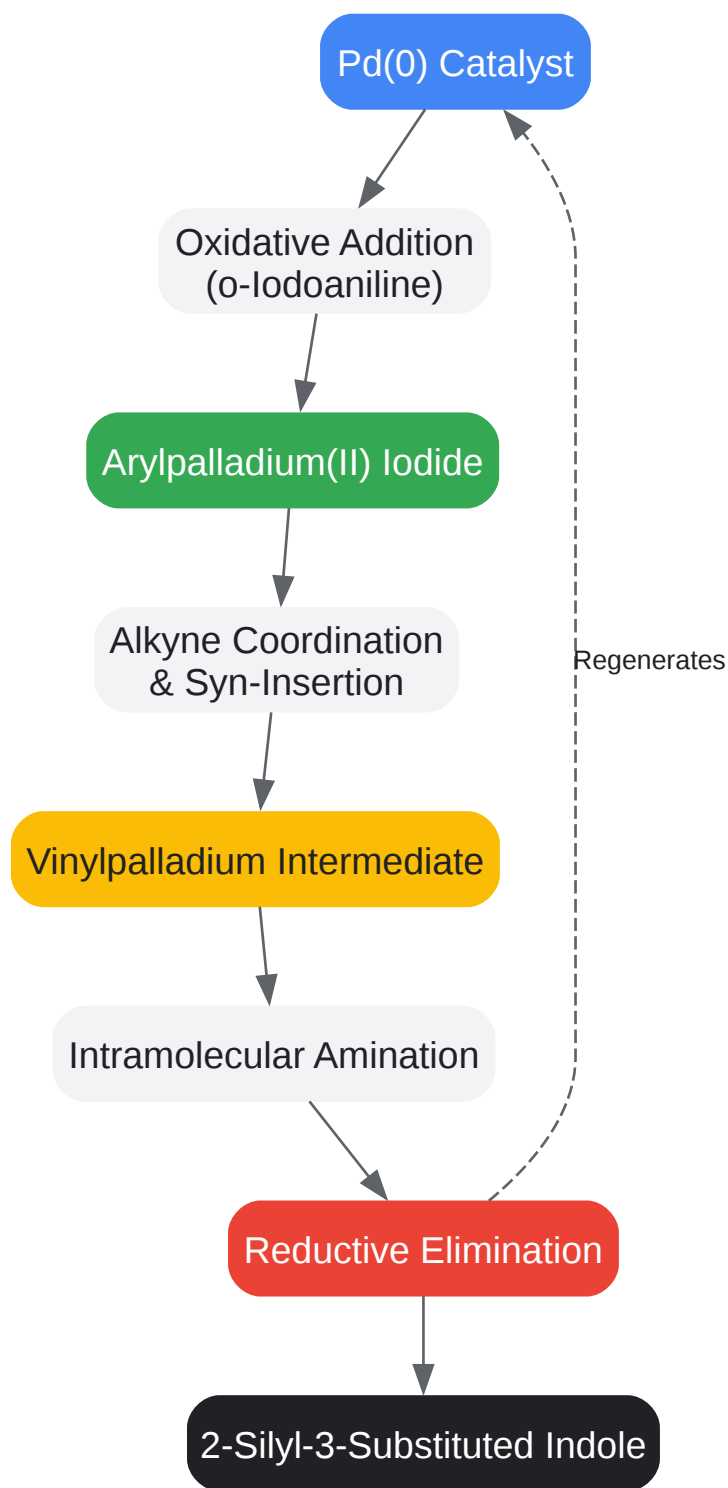 Pd(0) Catalyst
Oxidative Addition
(o-Iodoaniline)
Arylpalladium(II) Iodide
Alkyne Coordination
& Syn-Insertion
Regenerates
Vinylpalladium Intermediate
Intramolecular Amination
Reductive Elimination
2-Silyl-3-Substituted Indole